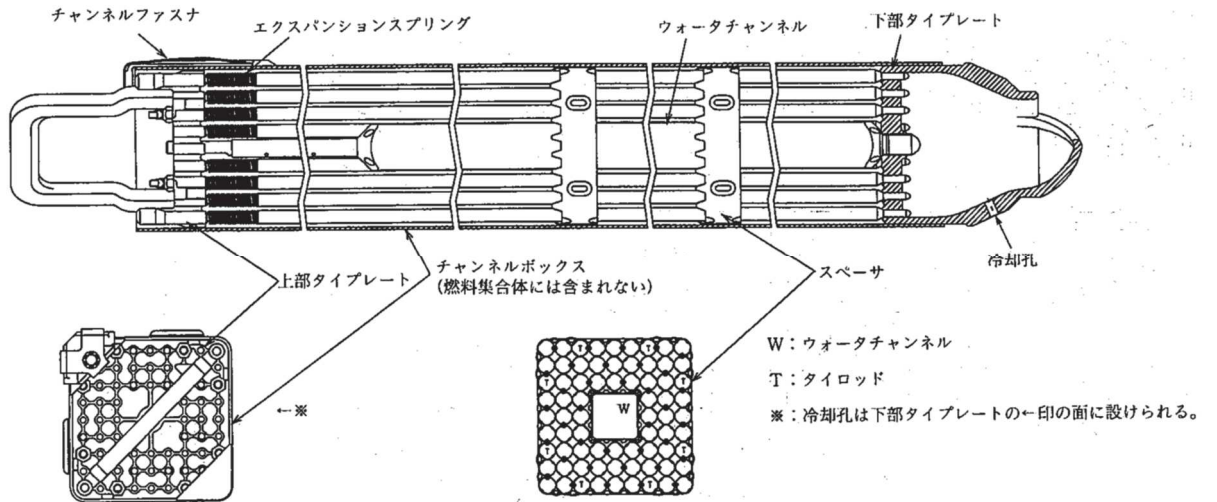 チャンネルファスナ
エクスパンションスプリング
ウォータチャンネル
下部タイプレート
上部タイプレート
チャンネルボックス
(燃料集合体には含まれない)
スペーサ
冷却孔
W:ウォータチャンネル
T:タイロッド
※:冷却孔は下部タイプレートの←印の面に設けられる。
←※
T T
T T
W
T T
T T